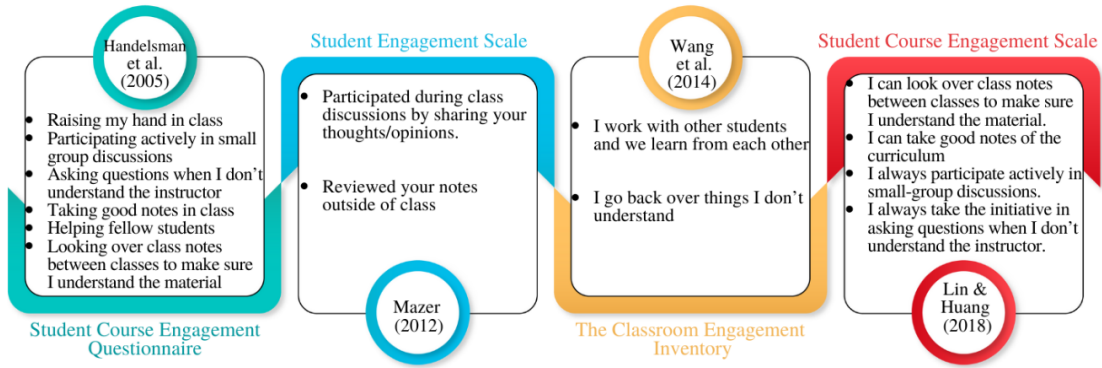 Handelsman
et al.
(2005)
• Raising my hand in class
• Participating actively in small
group discussions
• Asking questions when I don't
understand the instructor
• Taking good notes in class
• Helping fellow students
• Looking over class notes
between classes to make sure
I understand the material
Student Course Engagement
Questionnaire
Student Engagement Scale
• Participated during class
discussions by sharing your
thoughts/opinions.
• Reviewed your notes
outside of class
Mazer
(2012)
Wang
et al.
(2014)
• I work with other students
and we learn from each other
• I go back over things I don't
understand
The Classroom Engagement
Inventory
Student Course Engagement Scale
• I can look over class notes
between classes to make sure
I understand the material.
• I can take good notes of the
curriculum
• I always participate actively in
small-group discussions.
• I always take the initiative in
asking questions when I don't
understand the instructor.
Lin &
Huang
(2018)